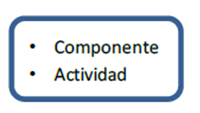 • Componente
• Actividad